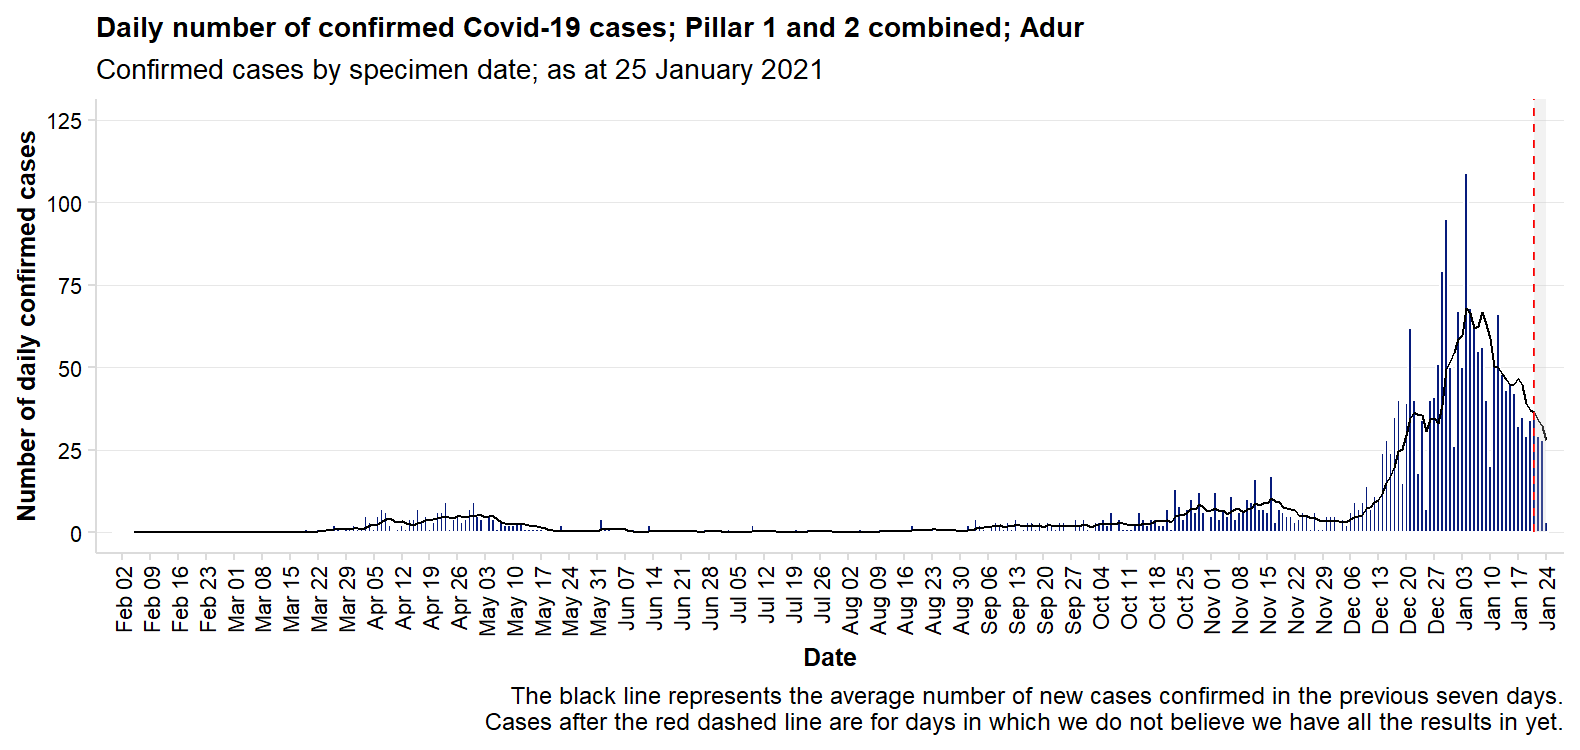 Daily number of confirmed Covid-19 cases; Pillar 1 and 2 combined; Adur
Confirmed cases by specimen date; as at 25 January 2021
Number of daily confirmed cases
125
100
75
50
25
0
Feb 02
Feb 09
Feb 16
Feb 23
Mar 01
Mar 08
Mar 15
Mar 22
Mar 29
Apr 05
Apr 12
Apr 19
Apr 26
May 03
May 10
May 17
May 24
May 31
Jun 07
Jun 14
Jun 21
Jun 28
Jul 05
Jul 12
Jul 19
Jul 26
Aug 02
Aug 09
Aug 16
Aug 23
Aug 30
Sep 06
Sep 13
Sep 20
Sep 27
Oct 04
Oct 11
Oct 18
Oct 25
Nov 01
Nov 08
Nov 15
Nov 22
Nov 29
Dec 06
Dec 13
Dec 20
Dec 27
Jan 03
Jan 10
Jan 17
Jan 24
Date
The black line represents the average number of new cases confirmed in the previous seven days.
Cases after the red dashed line are for days in which we do not believe we have all the results in yet.